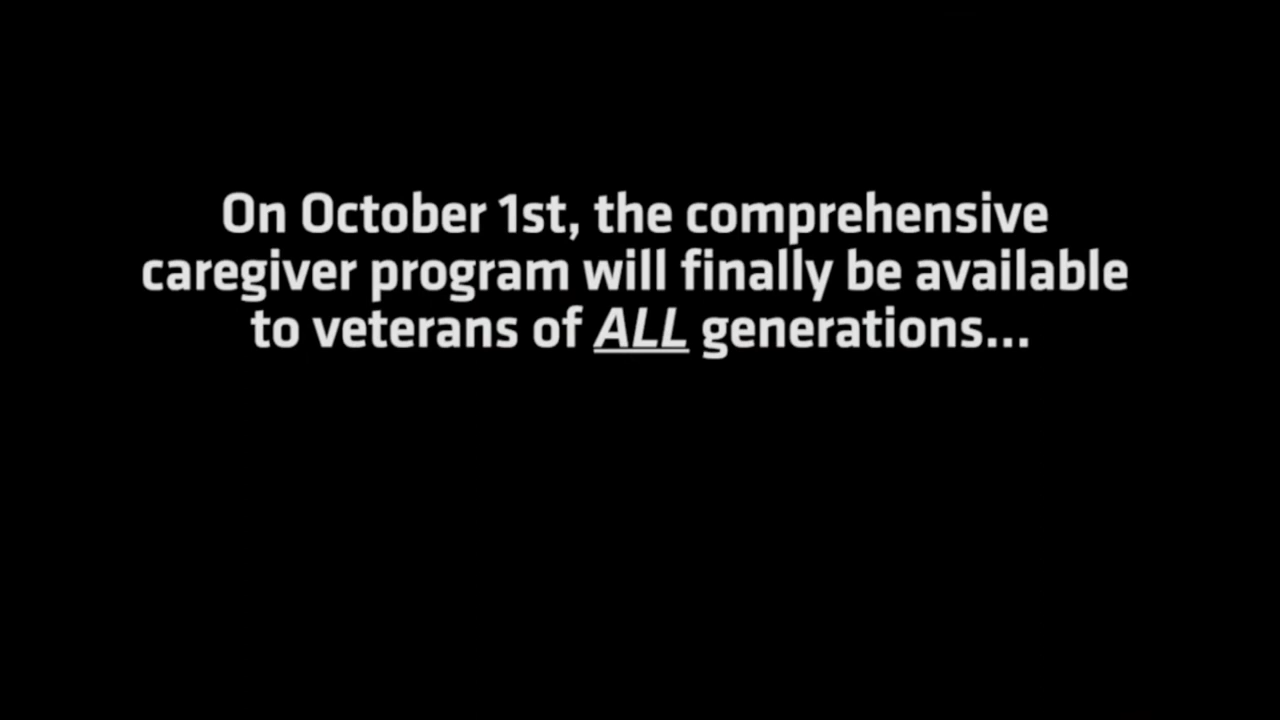 On October 1st, the comprehensive
caregiver program will finally be available
to veterans of ALL generations...